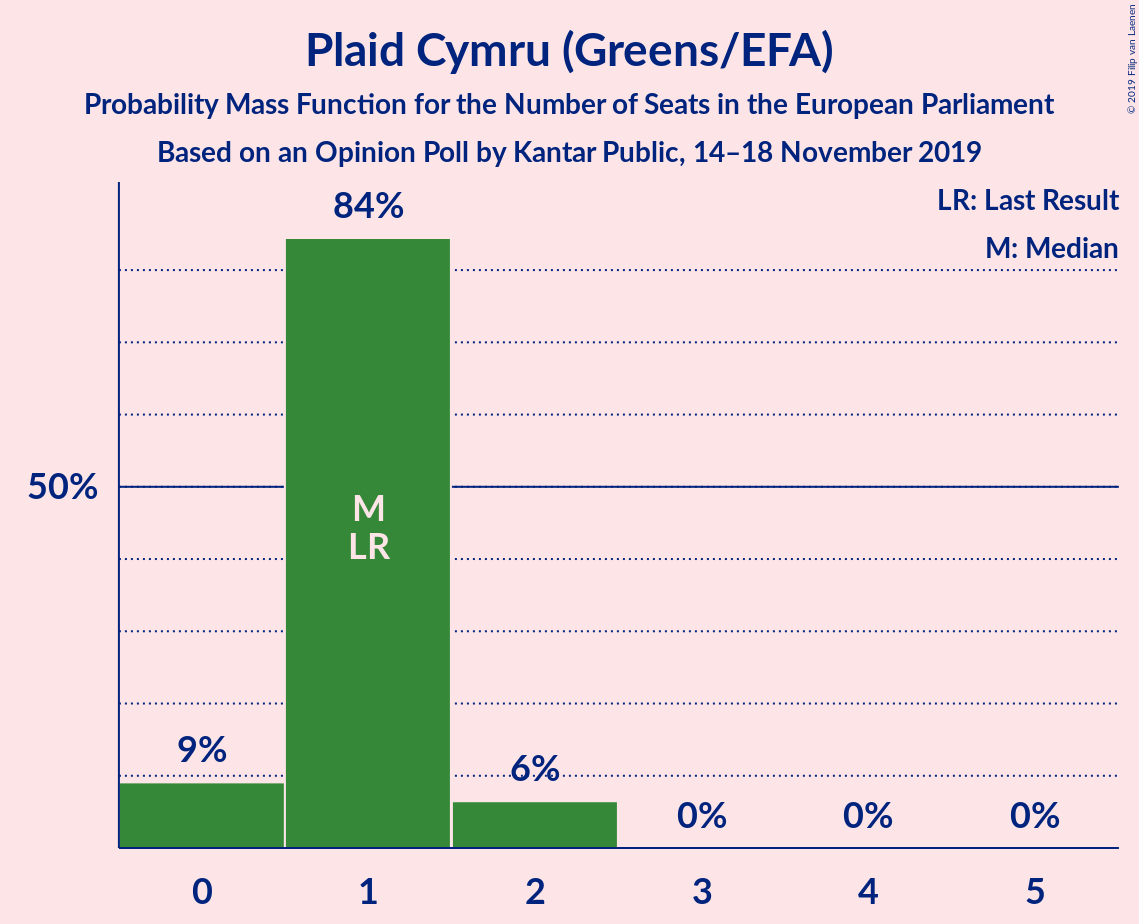 Plaid Cymru (Greens/EFA)
Probability Mass Function for the Number of Seats in the European Parliament
Based on an Opinion Poll by Kantar Public, 14–18 November 2019
© 2019 Filip van Laenen
LR: Last Result
M: Median
84%
50%
M
LR
9%
6%
0%
0%
0%
0
1
2
3
4
5